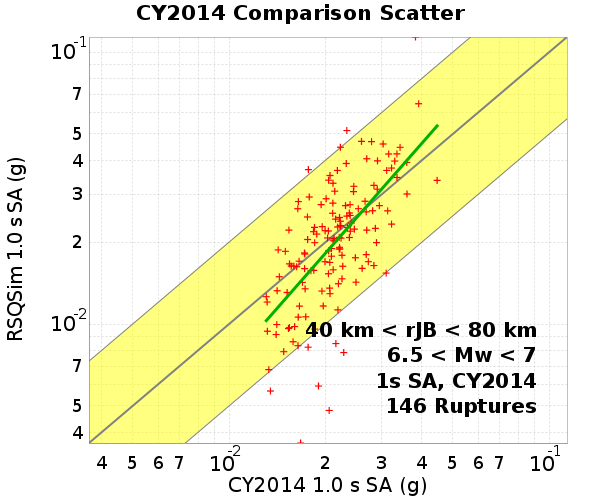 CY2014 Comparison Scatter
10-1
7
5
4
3
2
10-2
7
5
4
RSQSim 1.0 s SA (g)
40 km < rJB < 80 km
6.5 < Mw < 7
1s SA, CY2014
146 Ruptures
4 5 6 7 10-2 2 3 4 5 6 7 10-1
CY2014 1.0 s SA (g)